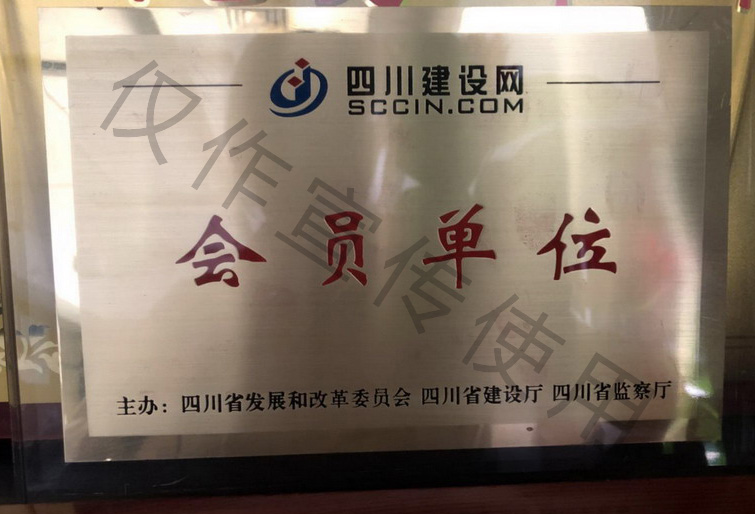 四川建设网
SCCIN.COM
会员单位
主办：四川省发展和改革委员会 四川省建设厅 四川省监察厅
仅作宣传使用